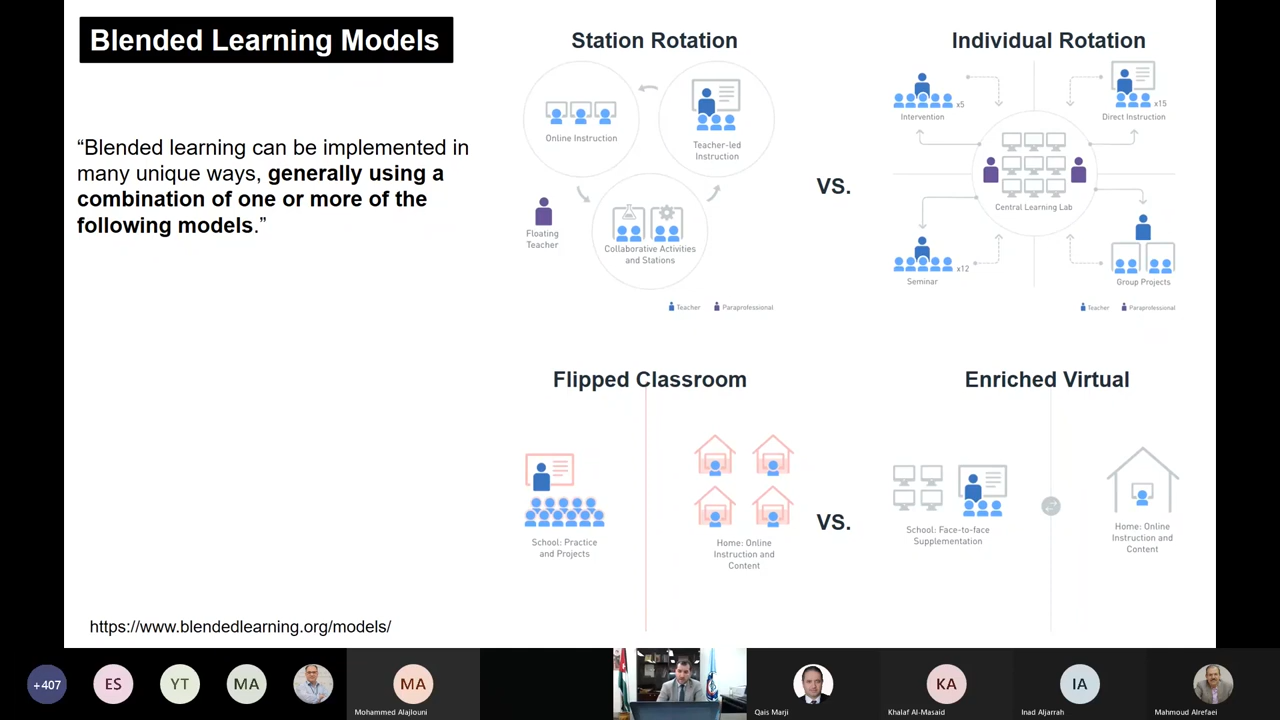 Blended Learning Models
“Blended learning can be implemented in
many unique ways, generally using a
combination of one or more of the
following models.”
https://www.blendedlearning.org/models/
Station Rotation
Online Instruction
Teacher-led
Instruction
Floating
Teacher
Collaborative Activities
and Stations
Teacher
Paraprofessional
VS.
Individual Rotation
x5
Intervention
x15
Direct Instruction
Central Learning Lab
x12
Seminar
Group Projects
Teacher
Paraprofessional
Flipped Classroom
School: Practice
and Projects
Home: Online
Instruction and
Content
VS.
Enriched Virtual
School: Face-to-face
Supplementation
Home: Online
Instruction and
Content
+407
ES
YT
MA
MA
Mohammed Alajlouni
Qais Marji
KA
Khalaf Al-Masaid
IA
Inad Aljarrah
Mahmoud Alrefaei